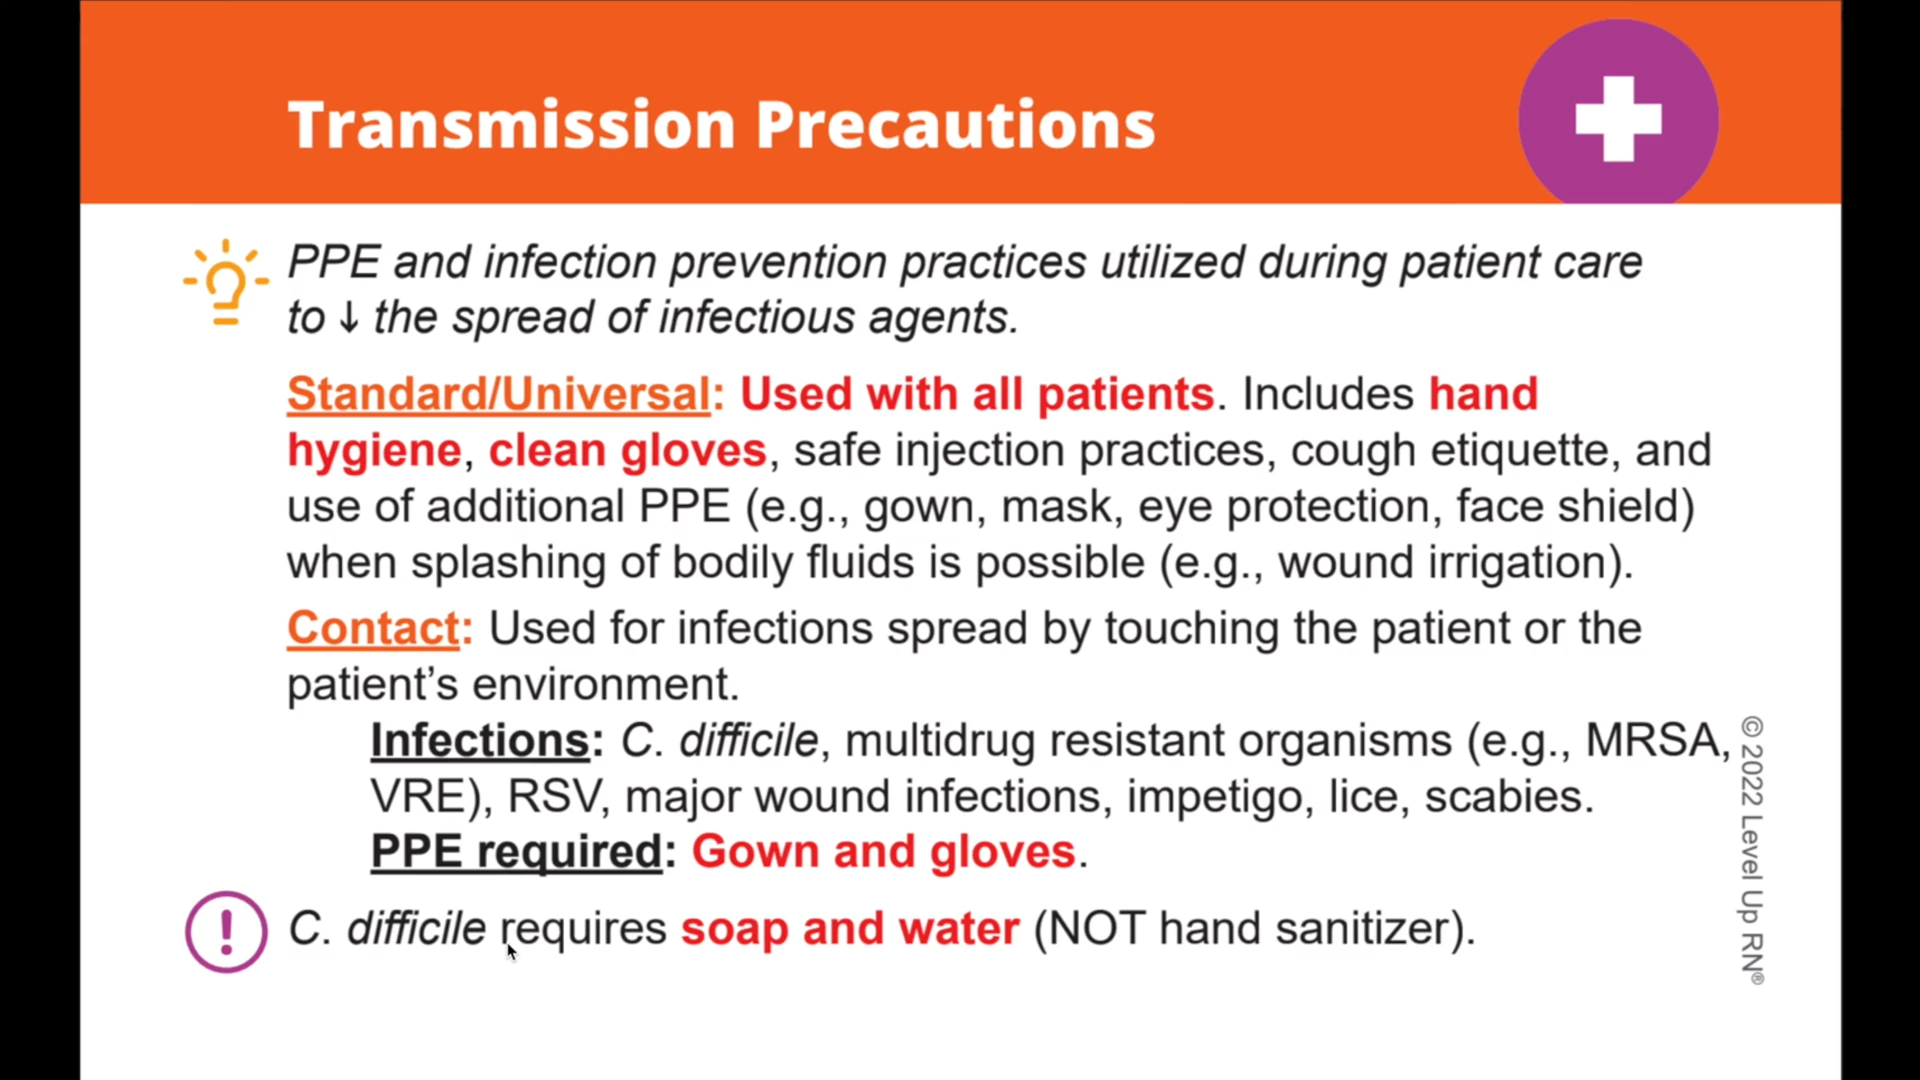 Transmission Precautions
PPE and infection prevention practices utilized during patient care
to ↓ the spread of infectious agents.
Standard/Universal: Used with all patients. Includes hand
hygiene, clean gloves, safe injection practices, cough etiquette, and
use of additional PPE (e.g., gown, mask, eye protection, face shield)
when splashing of bodily fluids is possible (e.g., wound irrigation).
Contact: Used for infections spread by touching the patient or the
patient’s environment.
Infections: C. difficile, multidrug resistant organisms (e.g., MRSA,
VRE), RSV, major wound infections, impetigo, lice, scabies.
PPE required: Gown and gloves.
C. difficile requires soap and water (NOT hand sanitizer).
© 2022 Level Up RN®